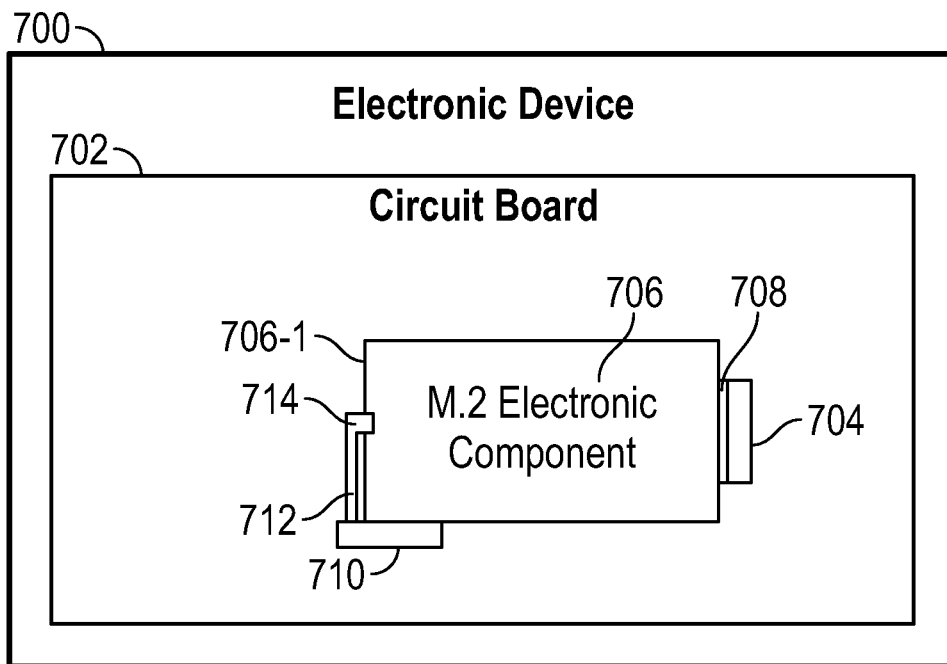 700
Electronic Device
702
Circuit Board
706
708
706-1
714
M.2 Electronic
Component
704
712
710